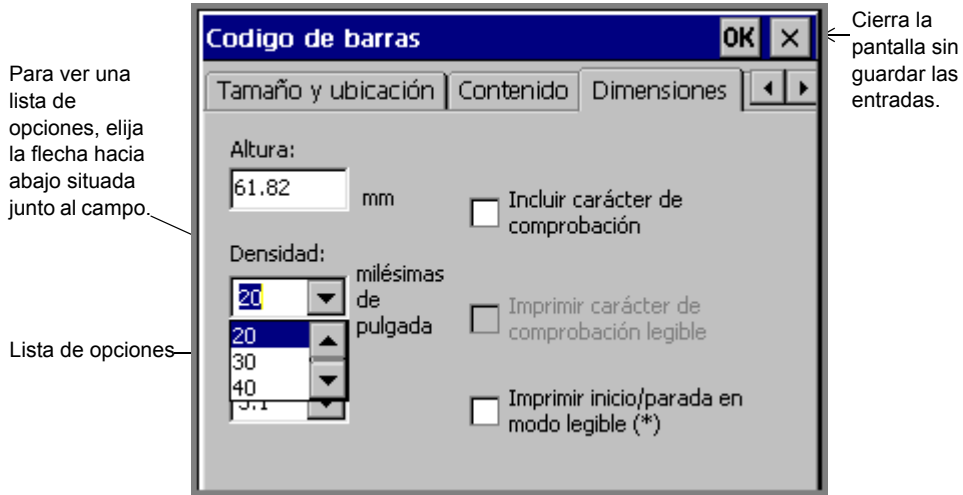 Codigo de barras
OK
Cierra la
pantalla sin
guardar las
entradas.
Para ver una
lista de
opciones, elija
la flecha hacia
abajo situada
junto al campo.
Tamaño y ubicación
Contenido
Dimensiones
Altura:
61.82
mm
Incluir carácter de
comprobación
Densidad:
20
milésimas
de
pulgada
Imprimir carácter de
comprobación legible
Lista de opciones
20
30
40
Imprimir inicio/parada en
modo legible (*)